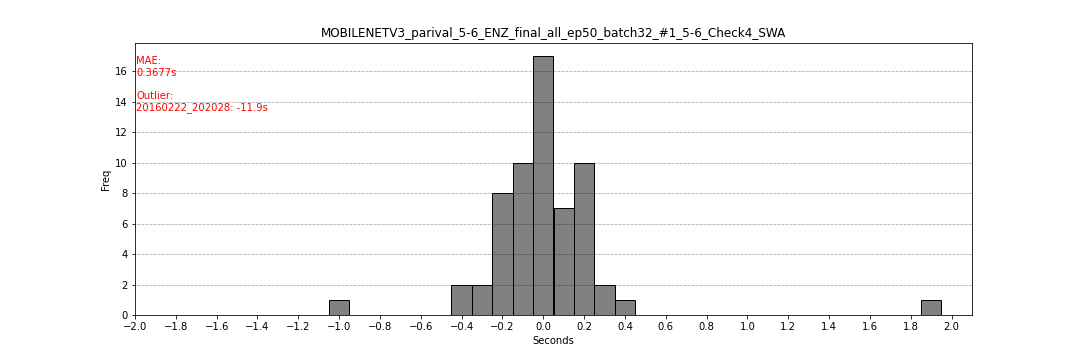 MOBILENETV3_parival_5-6_ENZ_final_all_ep50_batch32_#1_5-6_Check4_SWA
MAE:
0.3677s
Outlier:
20160222_202028: -11.9s
Freq
16
14
12
10
8
6
4
2
0
−2.0 −1.8 −1.6 −1.4 −1.2 −1.0 −0.8 −0.6 −0.4 −0.2 0.0 0.2 0.4 0.6 0.8 1.0 1.2 1.4 1.6 1.8 2.0
Seconds